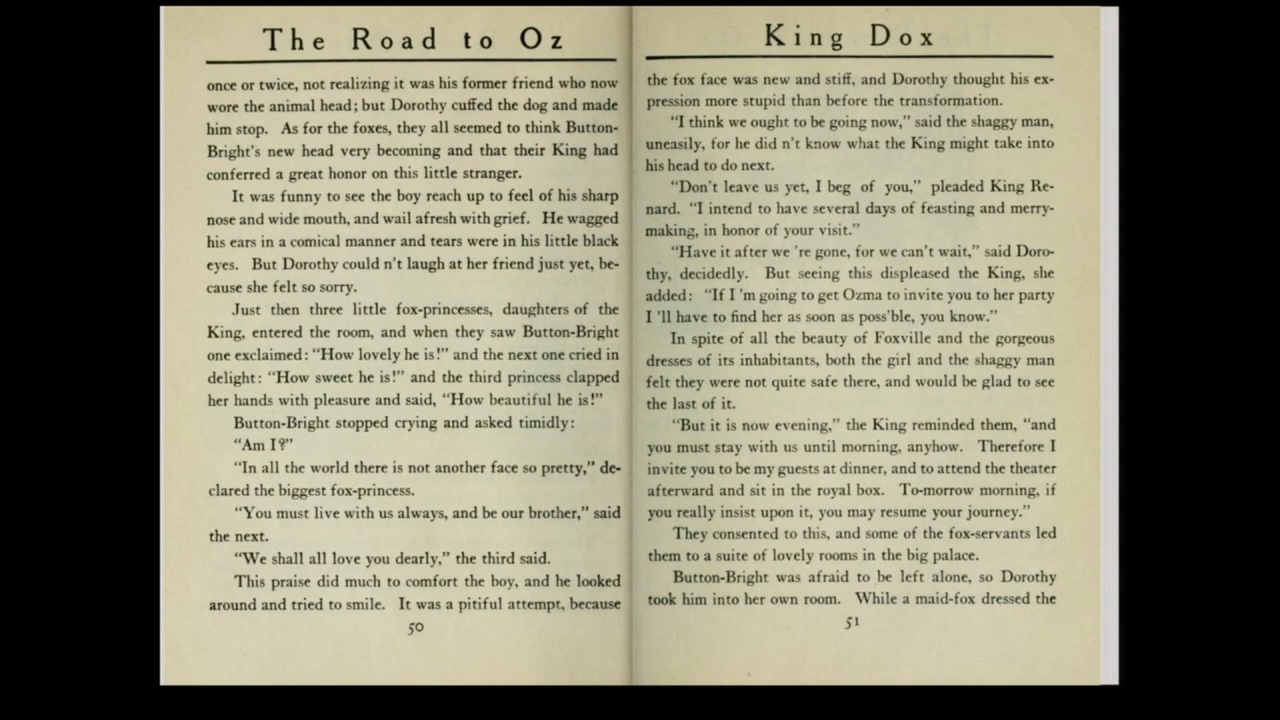 The Road to Oz
once or twice, not realizing it was his former friend who now
wore the animal head; but Dorothy cuffed the dog and made
him stop. As for the foxes, they all seemed to think Button-
Bright's new head very becoming and that their King had
conferred a great honor on this little stranger.
It was funny to see the boy reach up to feel of his sharp
nose and wide mouth, and wail afresh with grief. He wagged
his ears in a comical manner and tears were in his little black
eyes. But Dorothy could n't laugh at her friend just yet, be-
cause she felt so sorry.
Just then three little fox-princesses, daughters of the
King, entered the room, and when they saw Button-Bright
one exclaimed: "How lovely he is!" and the next one cried in
delight: "How sweet he is!" and the third princess clapped
her hands with pleasure and said, "How beautiful he is!"
Button-Bright stopped crying and asked timidly:
"Am I?"
"In all the world there is not another face so pretty," de-
clared the biggest fox-princess.
"You must live with us always, and be our brother," said
the next.
"We shall all love you dearly," the third said.
This praise did much to comfort the boy, and he looked
around and tried to smile. It was a pitiful attempt, because
50
King Dox
the fox face was new and stiff, and Dorothy thought his ex-
pression more stupid than before the transformation.
"I think we ought to be going now," said the shaggy man,
uneasily, for he did n't know what the King might take into
his head to do next.
"Don't leave us yet, I beg of you," pleaded King Re-
nard. "I intend to have several days of feasting and merry-
making, in honor of your visit."
"Have it after we 're gone, for we can't wait," said Doro-
thy, decidedly. But seeing this displeased the King, she
added: "If I 'm going to get Ozma to invite you to her party
I 'll have to find her as soon as poss'ble, you know."
In spite of all the beauty of Foxville and the gorgeous
dresses of its inhabitants, both the girl and the shaggy man
felt they were not quite safe there, and would be glad to see
the last of it.
"But it is now evening," the King reminded them, "and
you must stay with us until morning, anyhow. Therefore I
invite you to be my guests at dinner, and to attend the theater
afterward and sit in the royal box. To-morrow morning, if
you really insist upon it, you may resume your journey."
They consented to this, and some of the fox-servants led
them to a suite of lovely rooms in the big palace.
Button-Bright was afraid to be left alone, so Dorothy
took him into her own room. While a maid-fox dressed the
51